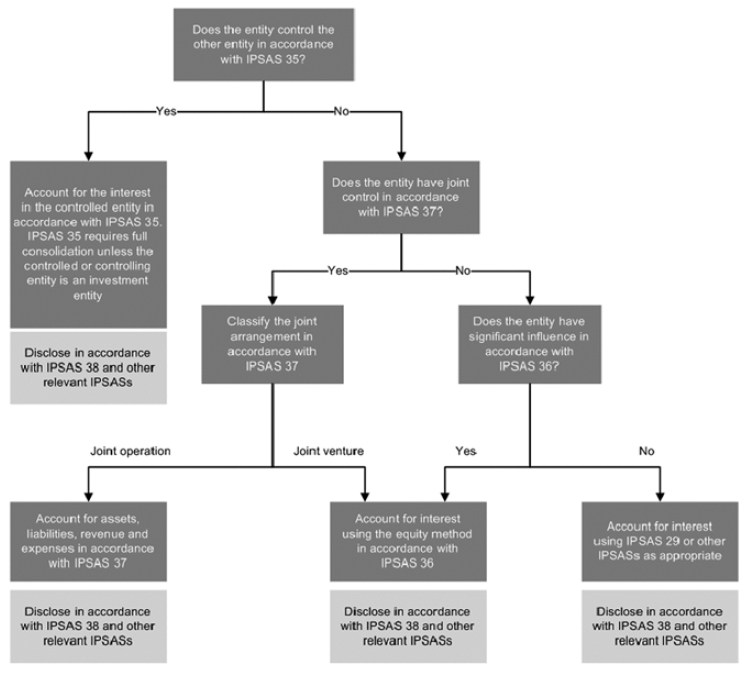 Does the entity control the
other entity in accordance
with IPSAS 35?
Yes
No
Account for the interest
in the controlled entity in
accordance with IPSAS 35.
IPSAS 35 requires full
consolidation unless the
controlled or controlling
entity is an investment
entity
Disclose in accordance
with IPSAS 38 and other
relevant IPSASs
Does the entity have joint
control in accordance
with IPSAS 37?
Yes
No
Classify the joint
arrangement in
accordance with
IPSAS 37
Does the entity have
significant influence in
accordance with
IPSAS 36?
Joint operation
Joint venture
Yes
No
Account for assets,
liabilities, revenue and
expenses in accordance
with IPSAS 37
Disclose in accordance
with IPSAS 38 and other
relevant IPSASs
Account for interest
using the equity method
in accordance with
IPSAS 36
Disclose in accordance
with IPSAS 38 and other
relevant IPSASs
Account for interest
using IPSAS 29 or other
IPSASs as appropriate
Disclose in accordance
with IPSAS 38 and other
relevant IPSASs